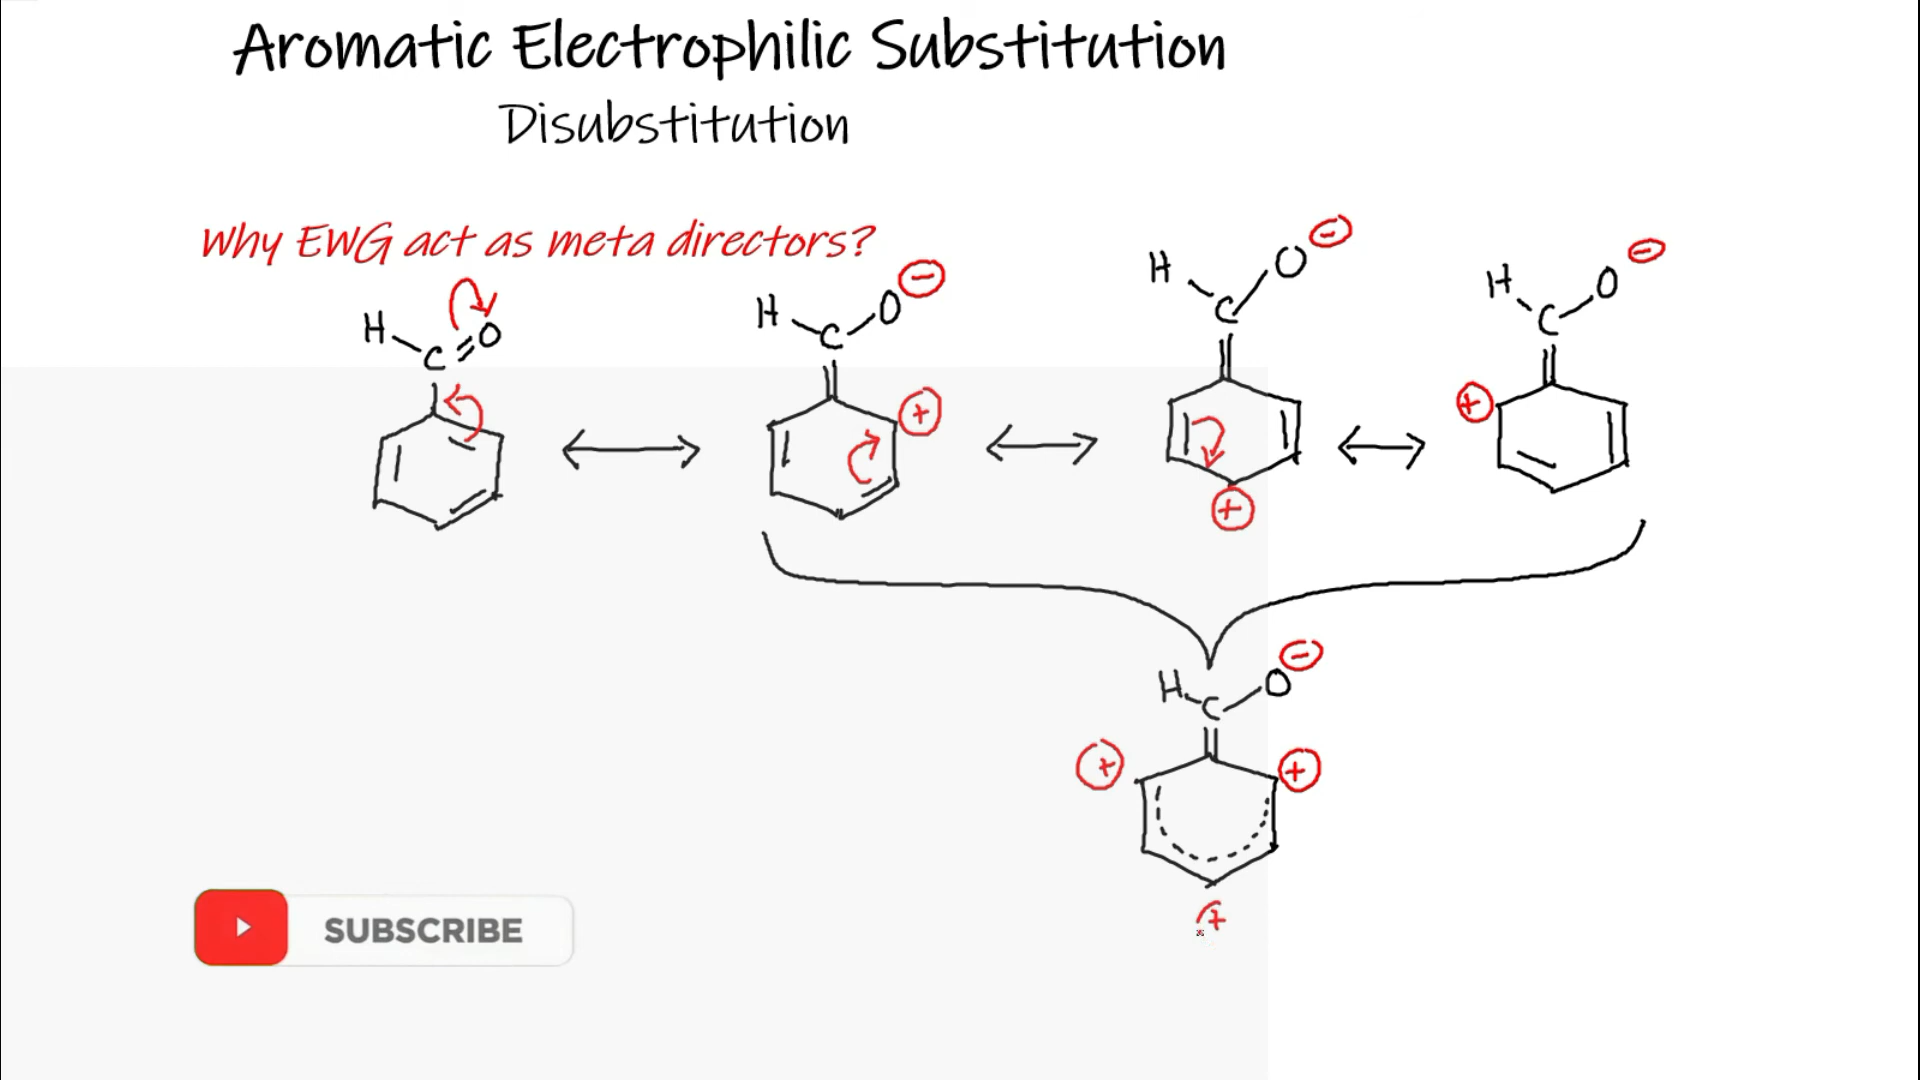 Aromatic Electrophilic Substitution
Disubstitution
Why EWG act as meta directors?
H C O
H C O − +
H C O − +
H C O − +
H C O −
+ +
+
SUBSCRIBE